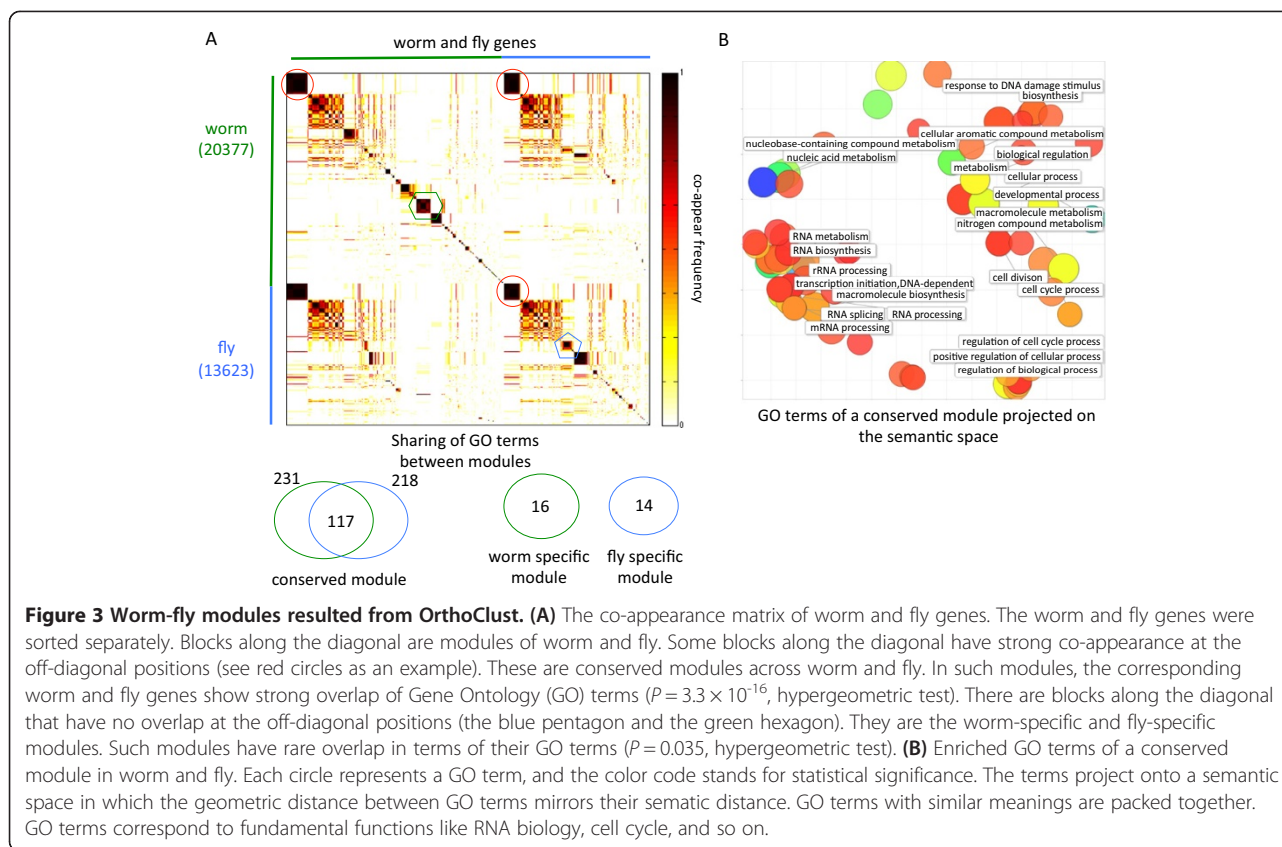 A
worm and fly genes
worm
(20377)
fly
(13623)
1
co-appear frequency
0
Sharing of GO terms
between modules
231
218
117
conserved module
16
worm specific
module
14
fly specific
module
B
response to DNA damage stimulus
biosynthesis
cellular aromatic compound metabolism
nucleobase-containing compound metabolism
biological regulation
nucleic acid metabolism
metabolism
cellular process
developmental process
macromolecule metabolism
nitrogen compound metabolism
RNA metabolism
RNA biosynthesis
rRNA processing
cell divison
transcription initiation,DNA-dependent
cell cycle process
macromolecule biosynthesis
RNA splicing
RNA processing
mRNA processing
regulation of cell cycle process
positive regulation of cellular process
regulation of biological process
GO terms of a conserved module projected on
the semantic space
Figure 3 Worm-fly modules resulted from OrthoClust. (A) The co-appearance matrix of worm and fly genes. The worm and fly genes were
sorted separately. Blocks along the diagonal are modules of worm and fly. Some blocks along the diagonal have strong co-appearance at the
off-diagonal positions (see red circles as an example). These are conserved modules across worm and fly. In such modules, the corresponding
worm and fly genes show strong overlap of Gene Ontology (GO) terms (P = 3.3 × 10⁻¹⁶, hypergeometric test). There are blocks along the diagonal
that have no overlap at the off-diagonal positions (the blue pentagon and the green hexagon). They are the worm-specific and fly-specific
modules. Such modules have rare overlap in terms of their GO terms (P = 0.035, hypergeometric test). (B) Enriched GO terms of a conserved
module in worm and fly. Each circle represents a GO term, and the color code stands for statistical significance. The terms project onto a semantic
space in which the geometric distance between GO terms mirrors their sematic distance. GO terms with similar meanings are packed together.
GO terms correspond to fundamental functions like RNA biology, cell cycle, and so on.